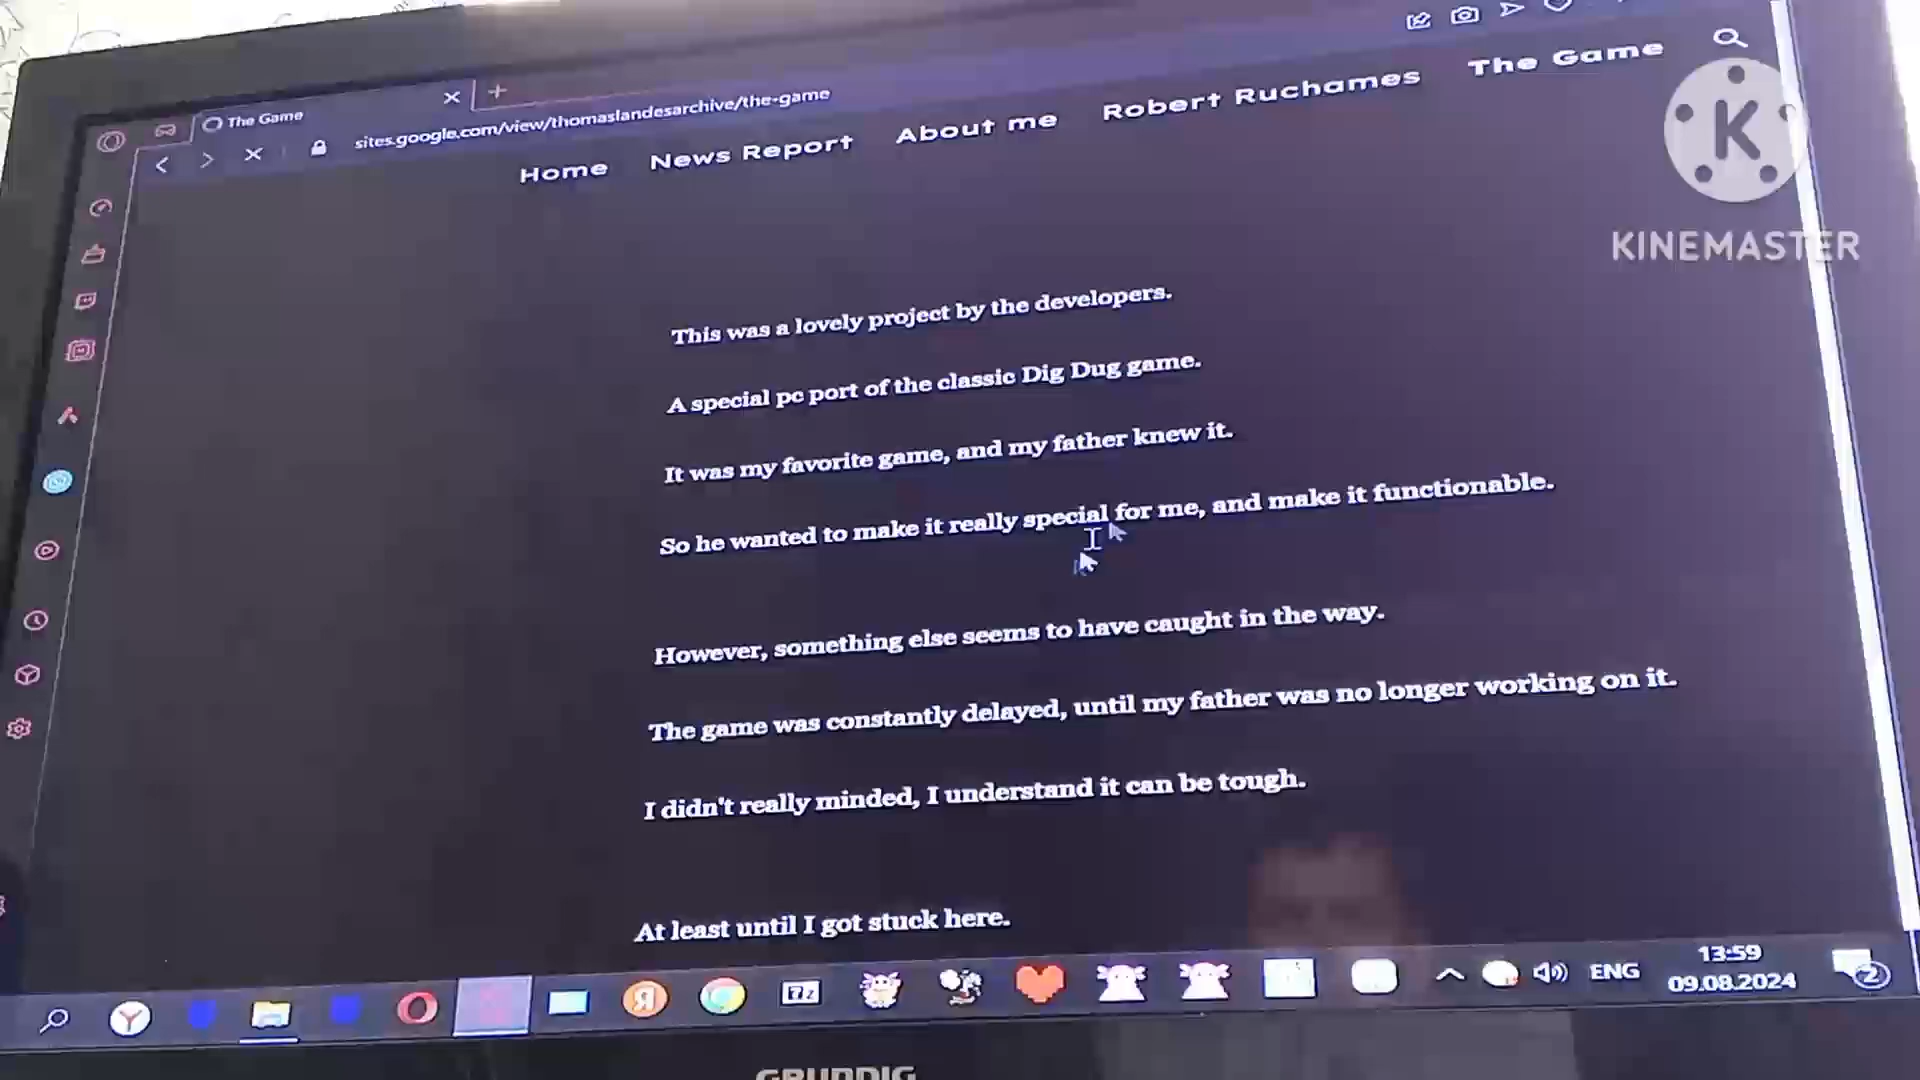 The Game
sites.google.com/view/thomaslandesarchive/the-game
Home
News Report
About me
Robert Ruchames
The Game
K
KINEMASTER
This was a lovely project by the developers.
A special pc port of the classic Dig Dug game.
It was my favorite game, and my father knew it.
So he wanted to make it really special for me, and make it functionable.
However, something else seems to have caught in the way.
The game was constantly delayed, until my father was no longer working on it.
I didn't really minded, I understand it can be tough.
At least until I got stuck here.
ENG
13:59
09.08.2024
2
GRUNDIG